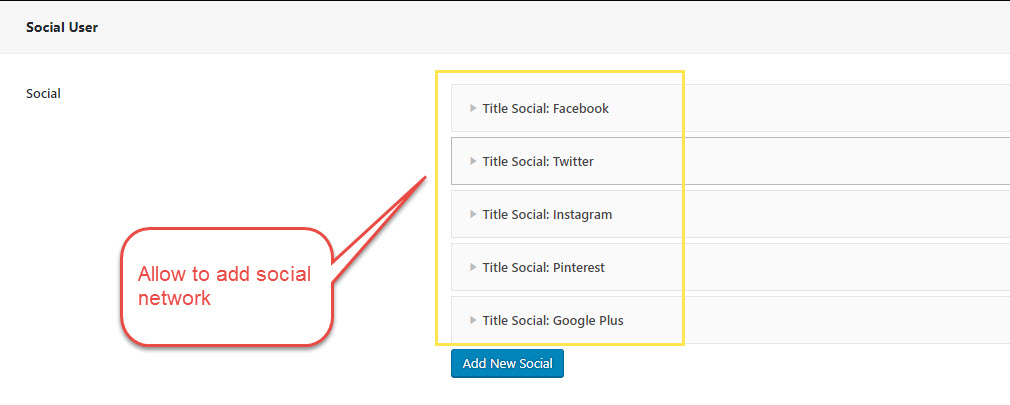 Social User
Social
Title Social: Facebook
Title Social: Twitter
Title Social: Instagram
Title Social: Pinterest
Title Social: Google Plus
Add New Social
Allow to add social
network